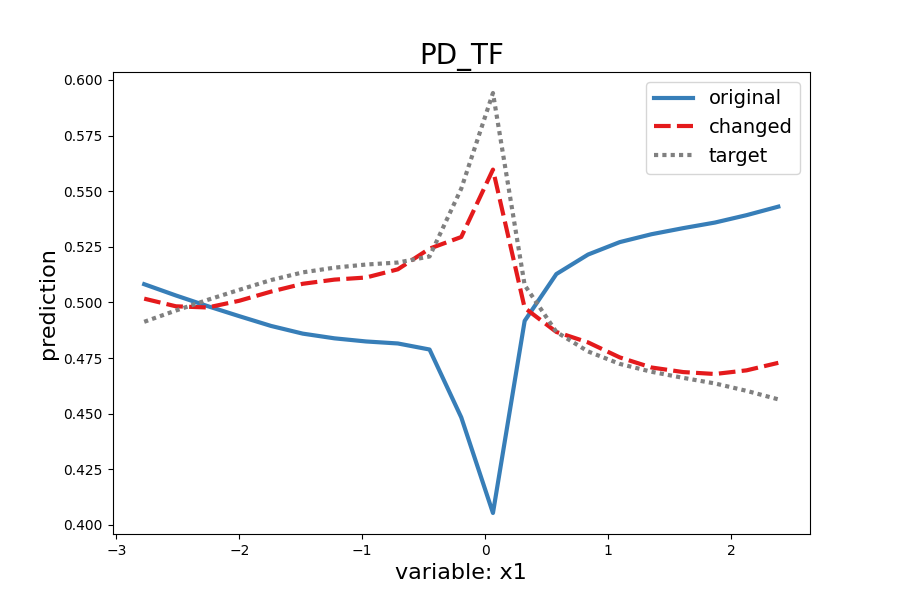 PD_TF
0.600
0.575
0.550
0.525
0.500
0.475
0.450
0.425
0.400
prediction
original
changed
target
−3 −2 −1 0 1 2
variable: x1